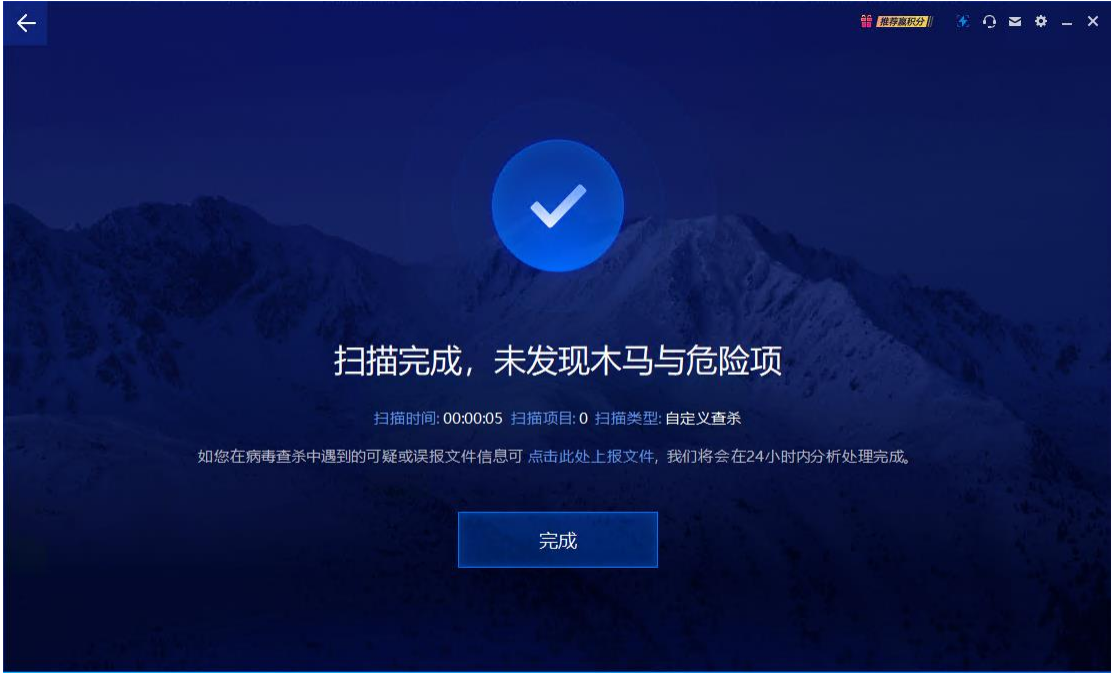 推荐赢积分
扫描完成，未发现木马与危险项
扫描时间: 00:00:05 扫描项目: 0 扫描类型: 自定义查杀
如您在病毒查杀中遇到的可疑或误报文件信息可 点击此处上报文件，我们将会在24小时内分析处理完成。
完成